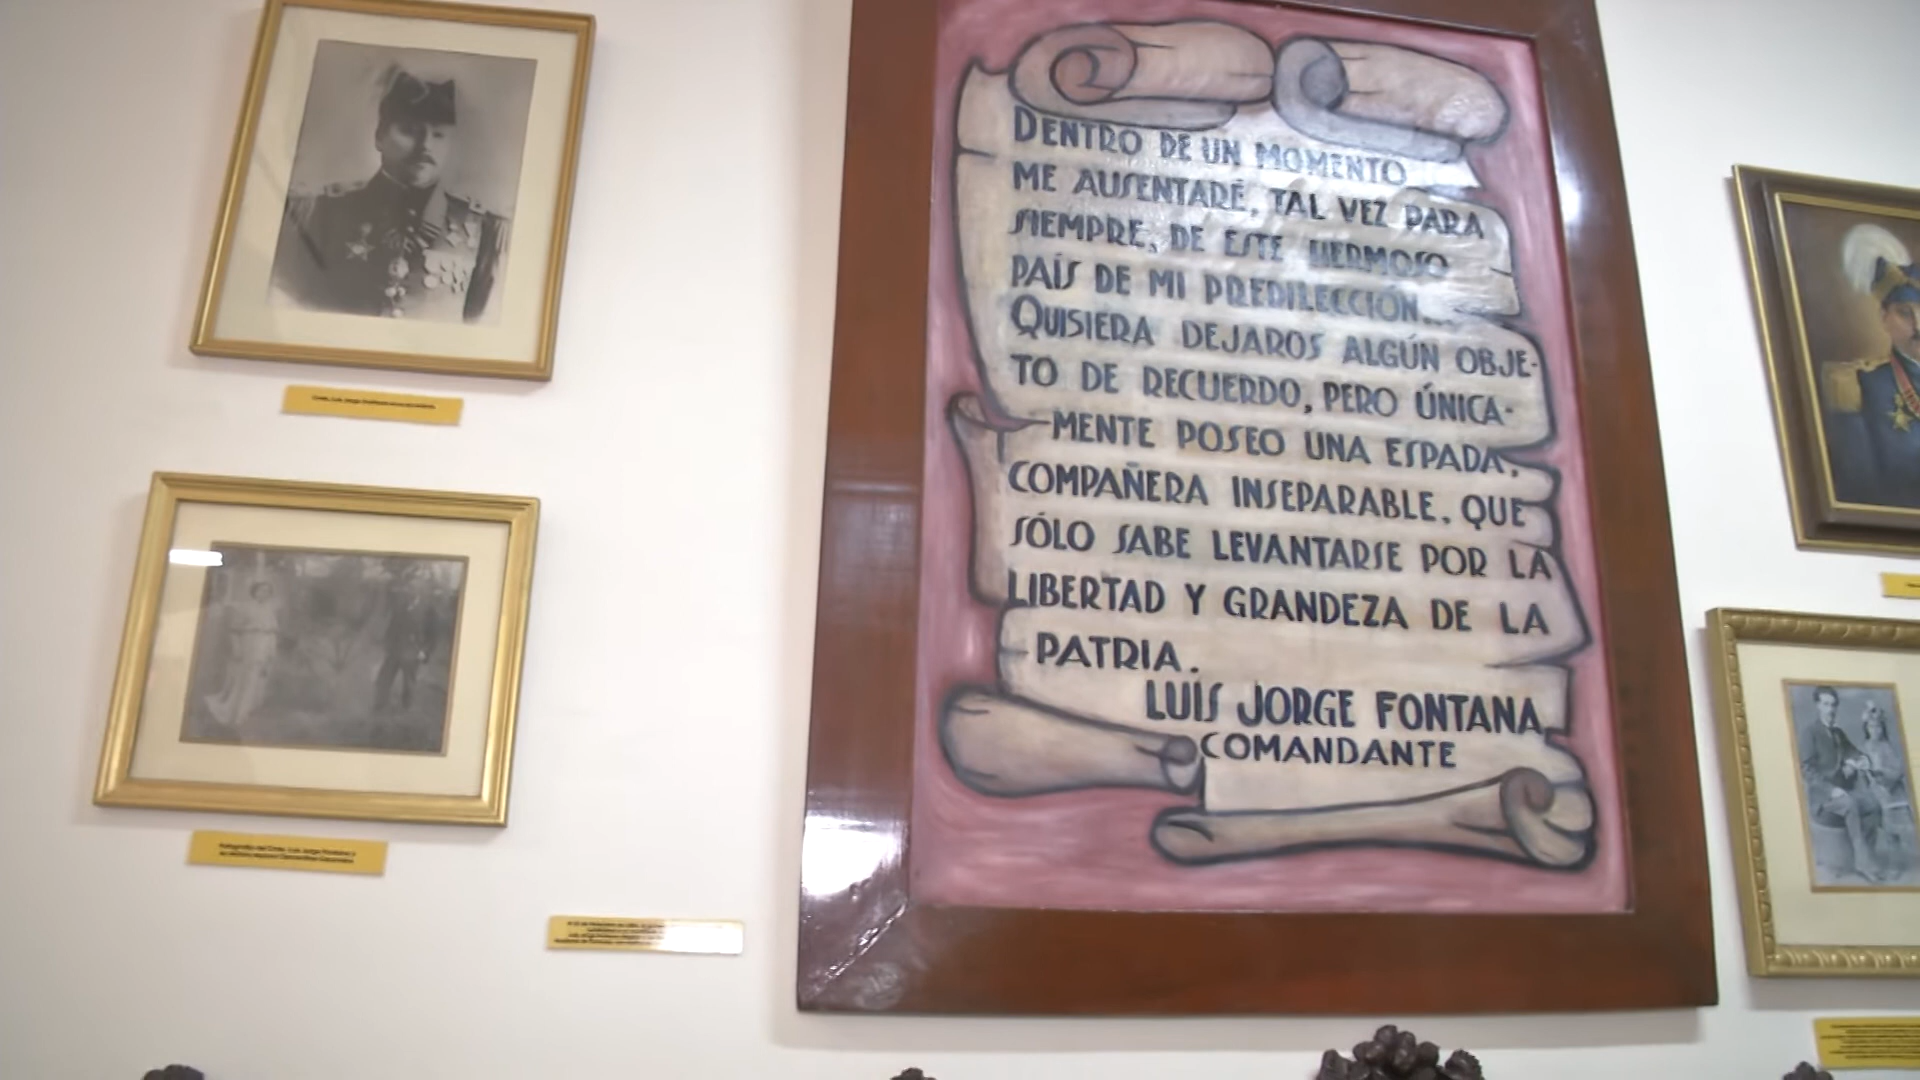 DENTRO DE UN MOMENTO
ME AUSENTARÉ, TAL VEZ PARA
SIEMPRE, DE ESTE HERMOSO
PAÍS DE MI PREDILECCIÓN...
QUISIERA DEJAROS ALGÚN OBJE-
TO DE RECUERDO, PERO ÚNICA-
MENTE POSEO UNA ESPADA,
COMPAÑERA INSEPARABLE, QUE
SÓLO SABE LEVANTARSE POR LA
LIBERTAD Y GRANDEZA DE LA
PATRIA.
LUIS JORGE FONTANA
COMANDANTE